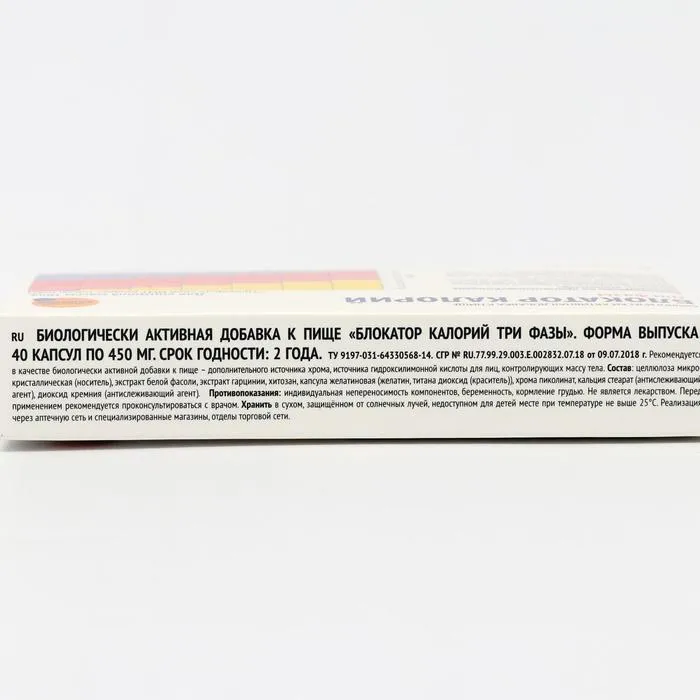 БЛОКАТОР КАЛОРИЙ
RU БИОЛОГИЧЕСКИ АКТИВНАЯ ДОБАВКА К ПИЩЕ «БЛОКАТОР КАЛОРИЙ ТРИ ФАЗЫ». ФОРМА ВЫПУСКА
40 КАПСУЛ ПО 450 МГ. СРОК ГОДНОСТИ: 2 ГОДА. ТУ 9197-031-64330568-14. СГР № RU.77.99.29.003.Е.002832.07.18 от 09.07.2018 г. Рекомендуется
в качестве биологически активной добавки к пище – дополнительного источника хрома, источника гидроксилимонной кислоты для лиц, контролирующих массу тела. Состав: целлюлоза микро-
кристаллическая (носитель), экстракт белой фасоли, экстракт гарцинии, хитозан, капсула желатиновая (желатин, титана диоксид (краситель)), хрома пиколинат, кальция стеарат (антислеживающий
агент), диоксид кремния (антислеживающий агент). Противопоказания: индивидуальная непереносимость компонентов, беременность, кормление грудью. Не является лекарством. Перед
применением рекомендуется проконсультироваться с врачом. Хранить в сухом, защищённом от солнечных лучей, недоступном для детей месте при температуре не выше 25°С. Реализация
через аптечную сеть и специализированные магазины, отделы торговой сети.